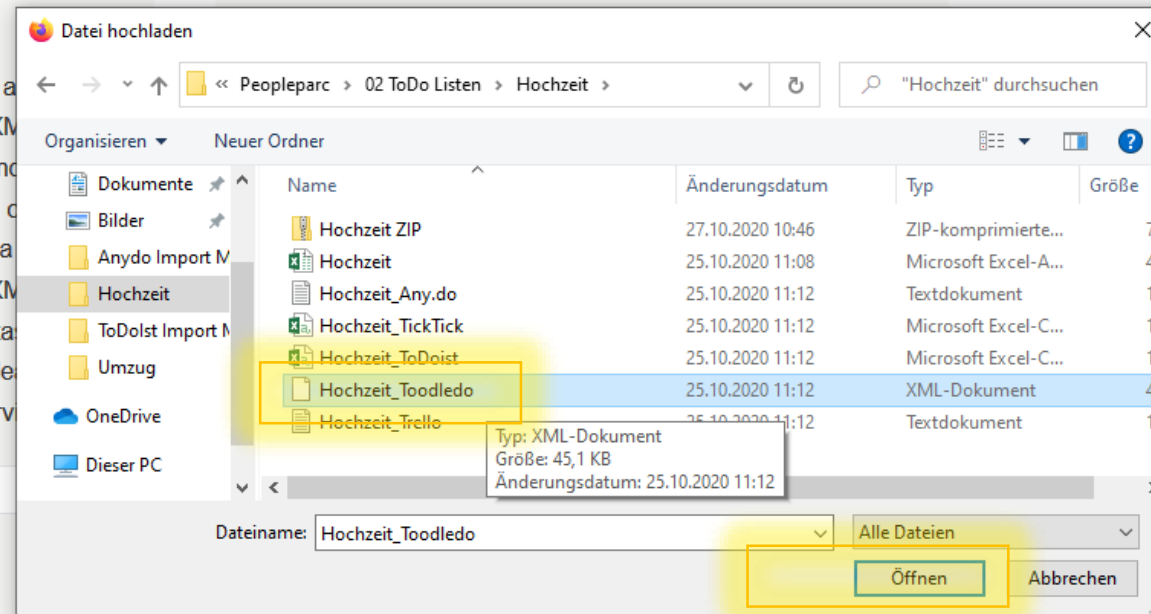 Datei hochladen
« Peopleparc > 02 ToDo Listen > Hochzeit >
"Hochzeit" durchsuchen
Organisieren Neuer Ordner
Name Änderungsdatum Typ Größe
Dokumente
Bilder
Anydo Import M
Hochzeit
ToDoIst Import M
Umzug
OneDrive
Dieser PC
Hochzeit ZIP 27.10.2020 10:46 ZIP-komprimierte...
Hochzeit 25.10.2020 11:08 Microsoft Excel-A...
Hochzeit_Any.do 25.10.2020 11:12 Textdokument
Hochzeit_TickTick 25.10.2020 11:12 Microsoft Excel-C...
Hochzeit_ToDoist 25.10.2020 11:12 Microsoft Excel-C...
Hochzeit_Toodledo 25.10.2020 11:12 XML-Dokument
Hochzeit_Trello 25.10.2020 11:12 Textdokument
Typ: XML-Dokument
Größe: 45,1 KB
Änderungsdatum: 25.10.2020 11:12
Dateiname: Hochzeit_Toodledo Alle Dateien
Öffnen Abbrechen